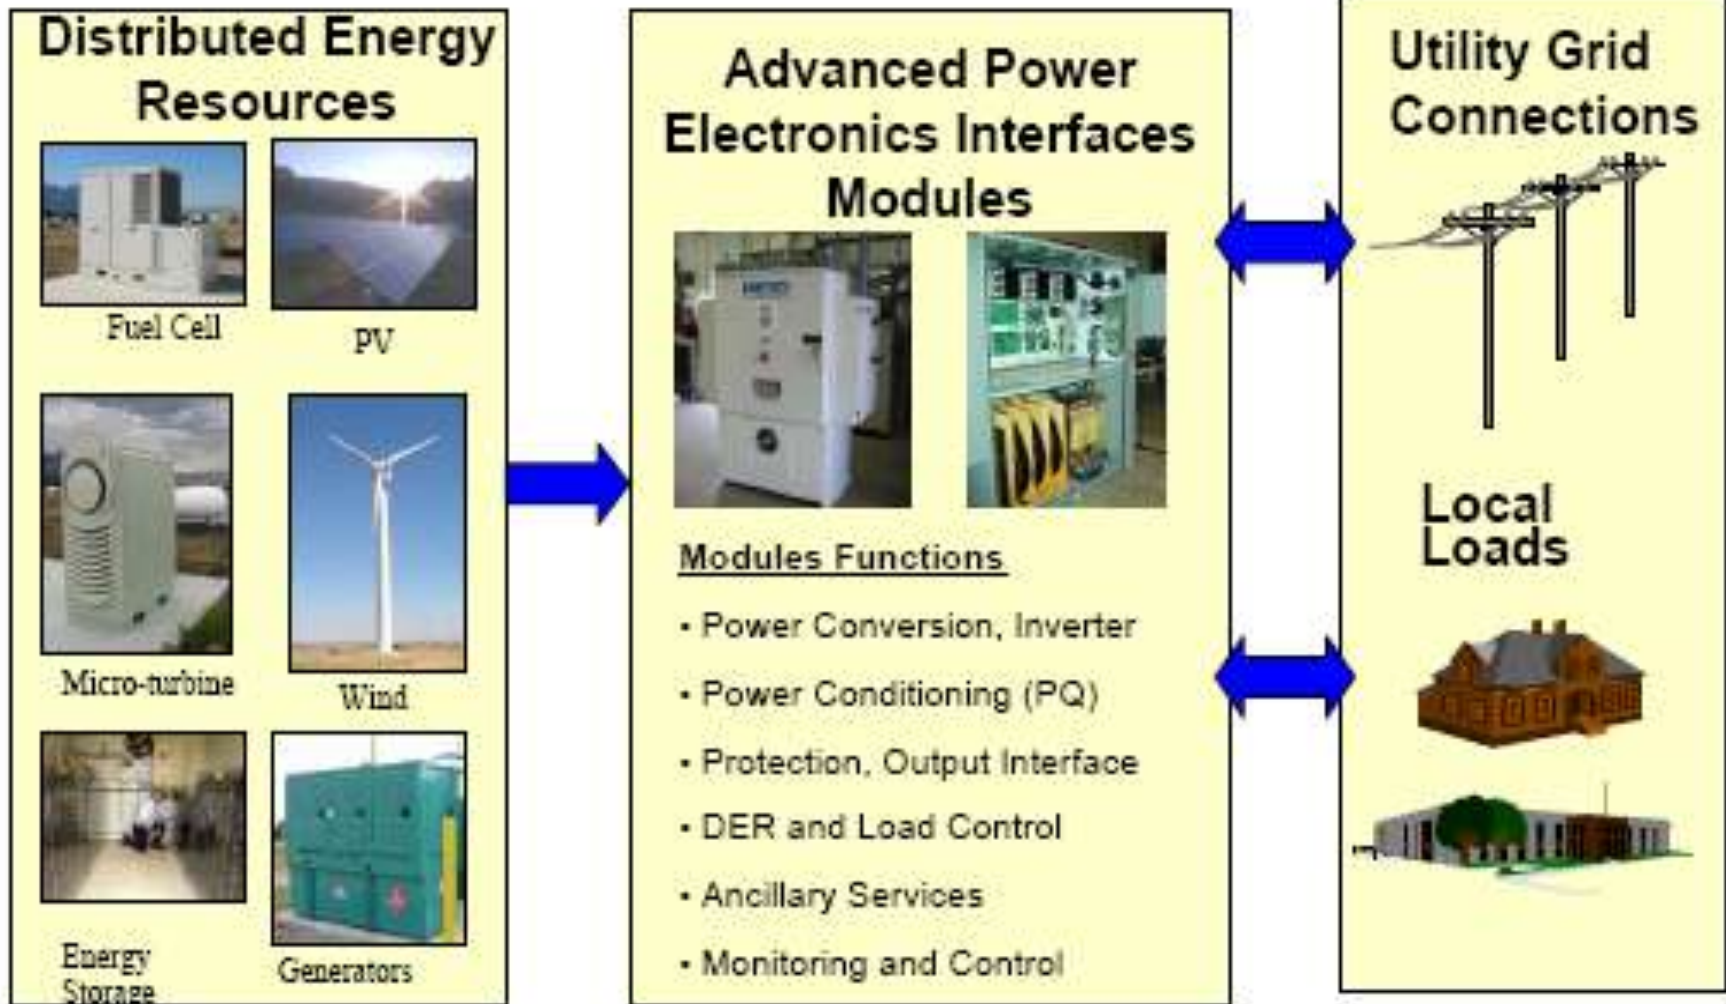 Distributed Energy
Resources
Fuel Cell
PV
Micro-turbine
Wind
Energy
Storage
Generators
Advanced Power
Electronics Interfaces
Modules
Modules Functions
• Power Conversion, Inverter
• Power Conditioning (PQ)
• Protection, Output Interface
• DER and Load Control
• Ancillary Services
• Monitoring and Control
Utility Grid
Connections
Local
Loads